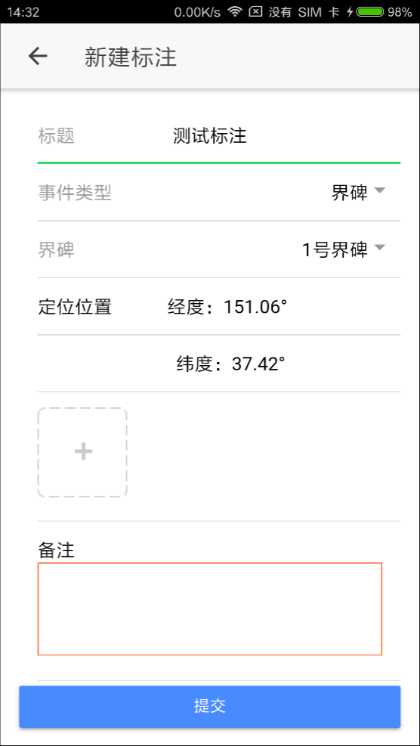 14:32 0.00K/s 没有 SIM 卡 98%
新建标注
标题 测试标注
事件类型 界碑
界碑 1号界碑
定位位置 经度：151.06°
纬度：37.42°
备注
提交